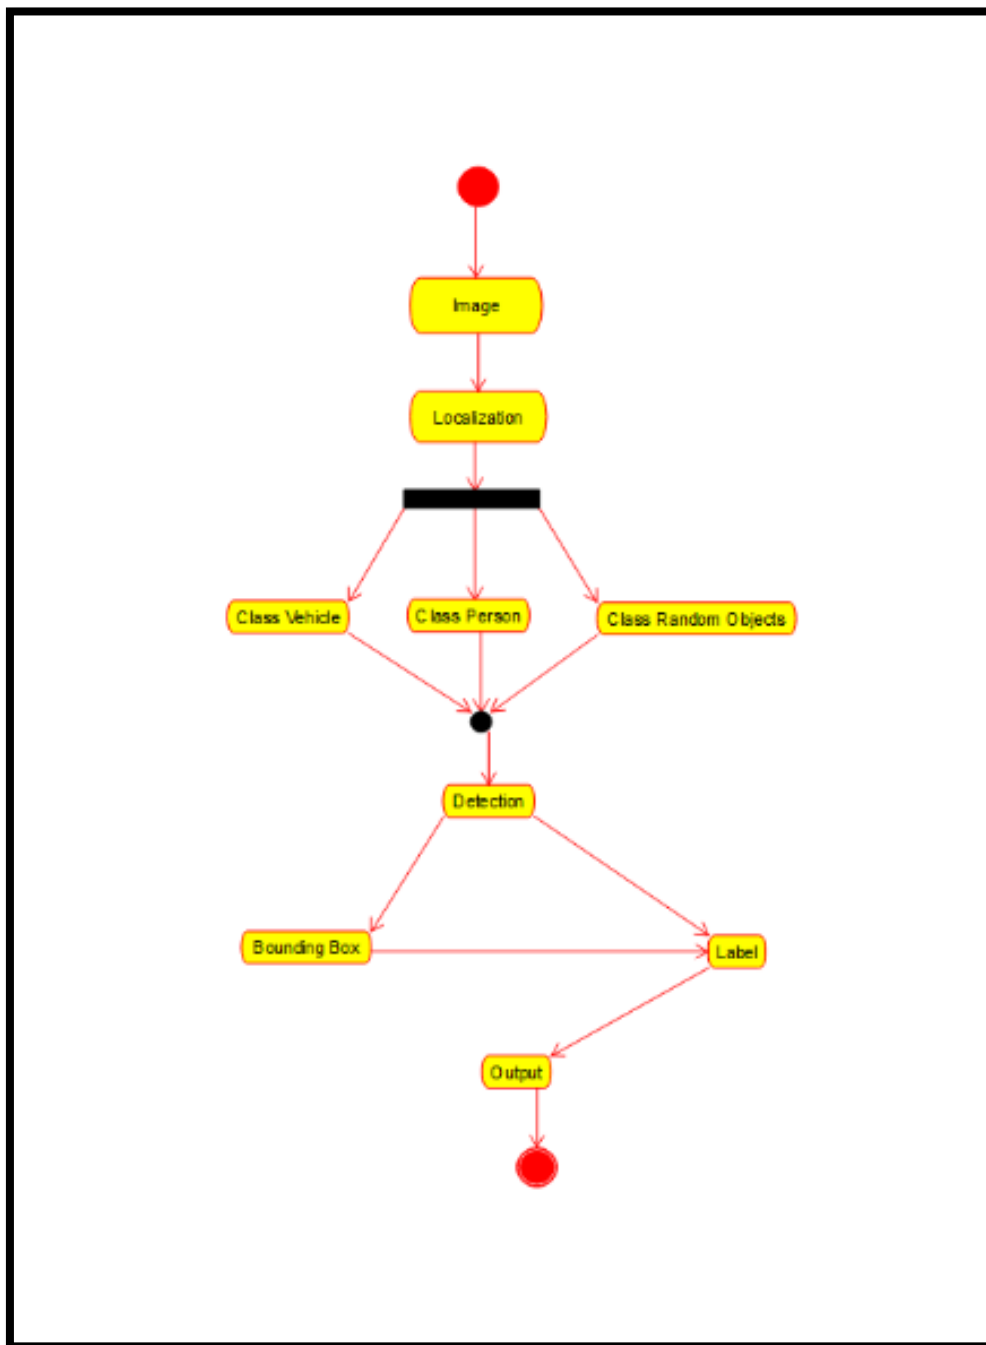 Image
Localization
Class Vehicle
Class Person
Class Random Objects
Detection
Bounding Box
Label
Output